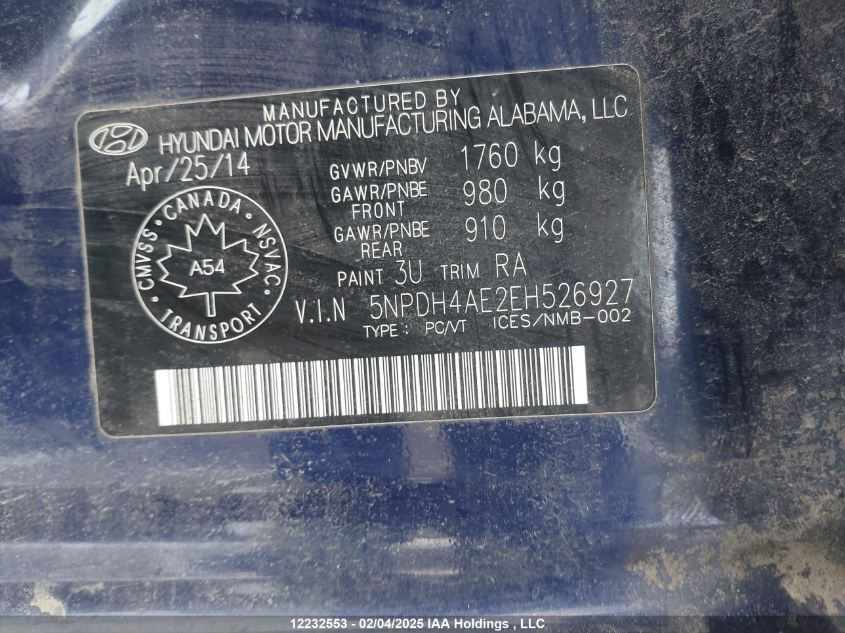 MANUFACTURED BY
HYUNDAI MOTOR MANUFACTURING ALABAMA, LLC
Apr/25/14
GVWR/PNBV 1760 kg
GAWR/PNBE FRONT 980 kg
GAWR/PNBE REAR 910 kg
CMVSS · CANADA · NSVAC · TRANSPORT ·
A54
PAINT 3U TRIM RA
V.I.N 5NPDH4AE2EH526927
TYPE : PC/VT ICES/NMB-002
12232553 - 02/04/2025 IAA Holdings , LLC